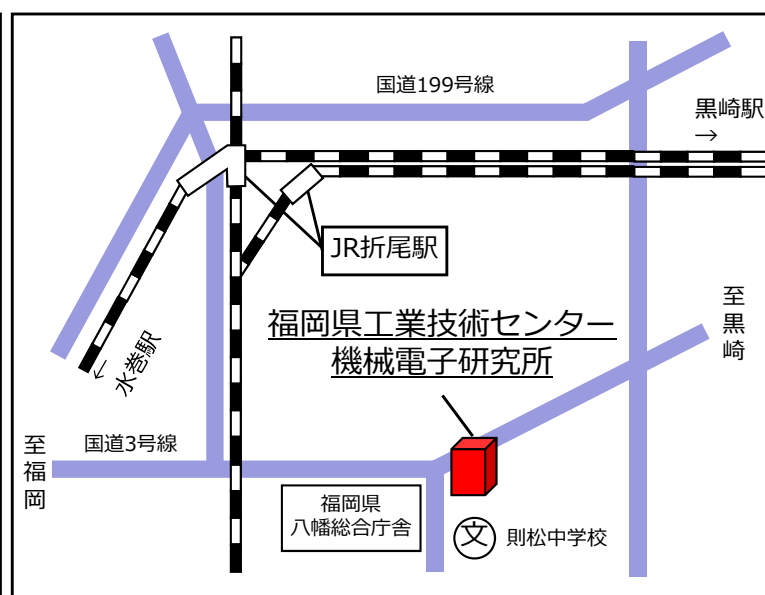 国道199号線
黒崎駅
→
JR折尾駅
至黒崎
福岡県工業技術センター
機械電子研究所
←
水巻駅
国道3号線
至福岡
福岡県
八幡総合庁舎
文
則松中学校